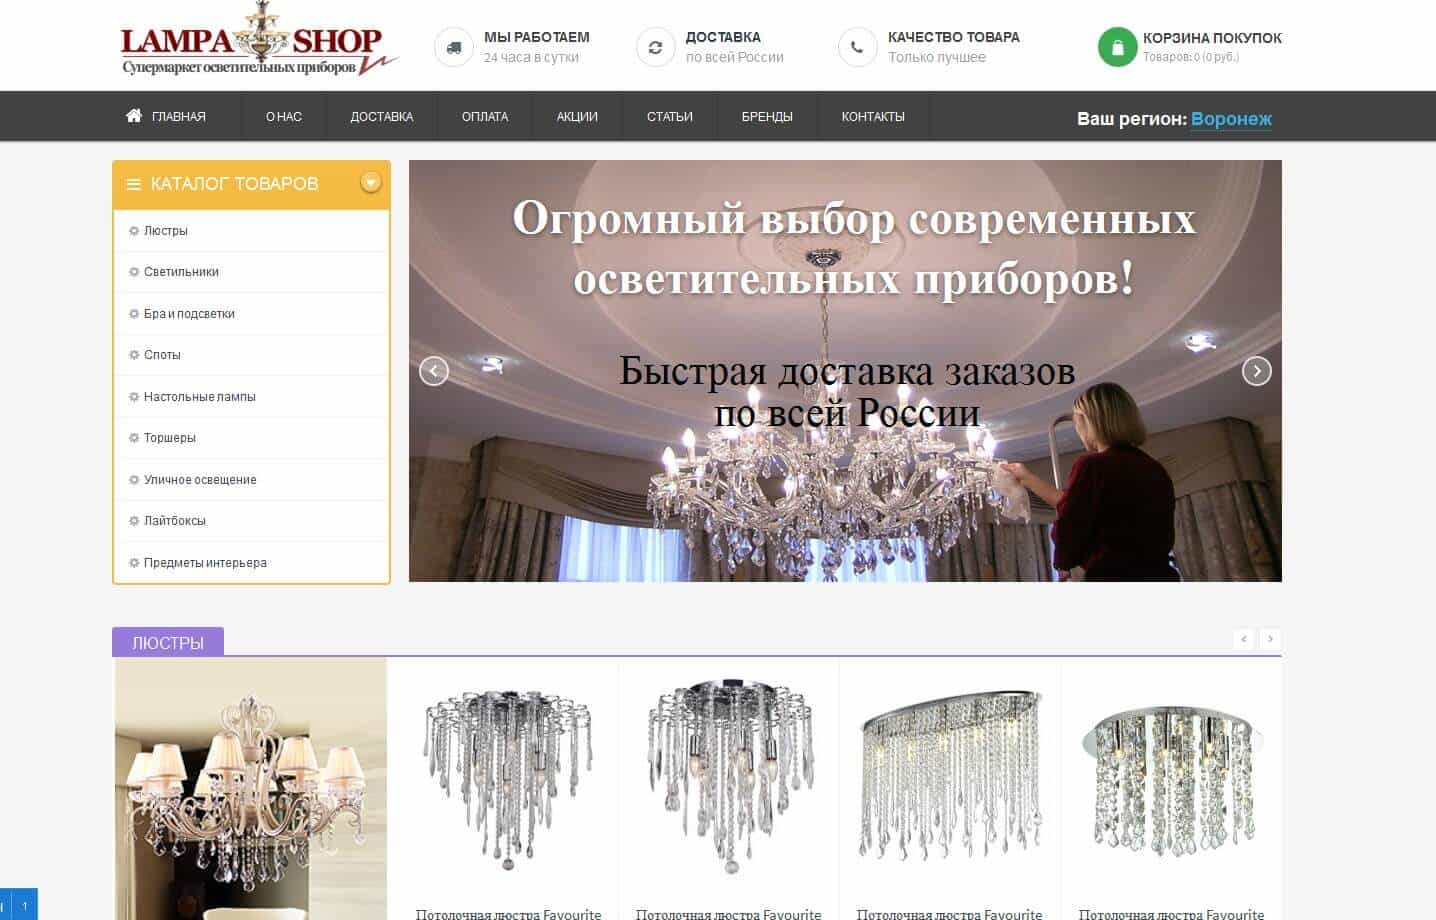 LAMPA SHOP
Супермаркет осветительных приборов
МЫ РАБОТАЕМ
24 часа в сутки
ДОСТАВКА
по всей России
КАЧЕСТВО ТОВАРА
Только лучшее
КОРЗИНА ПОКУПОК
Товаров: 0 (0 руб.)
ГЛАВНАЯ
О НАС
ДОСТАВКА
ОПЛАТА
АКЦИИ
СТАТЬИ
БРЕНДЫ
КОНТАКТЫ
Ваш регион: Воронеж
КАТАЛОГ ТОВАРОВ
Люстры
Светильники
Бра и подсветки
Споты
Настольные лампы
Торшеры
Уличное освещение
Лайтбоксы
Предметы интерьера
Огромный выбор современных
осветительных приборов!
Быстрая доставка заказов
по всей России
ЛЮСТРЫ
Потолочная люстра Favourite
Потолочная люстра Favourite
Потолочная люстра Favourite
Потолочная люстра Favourite
1